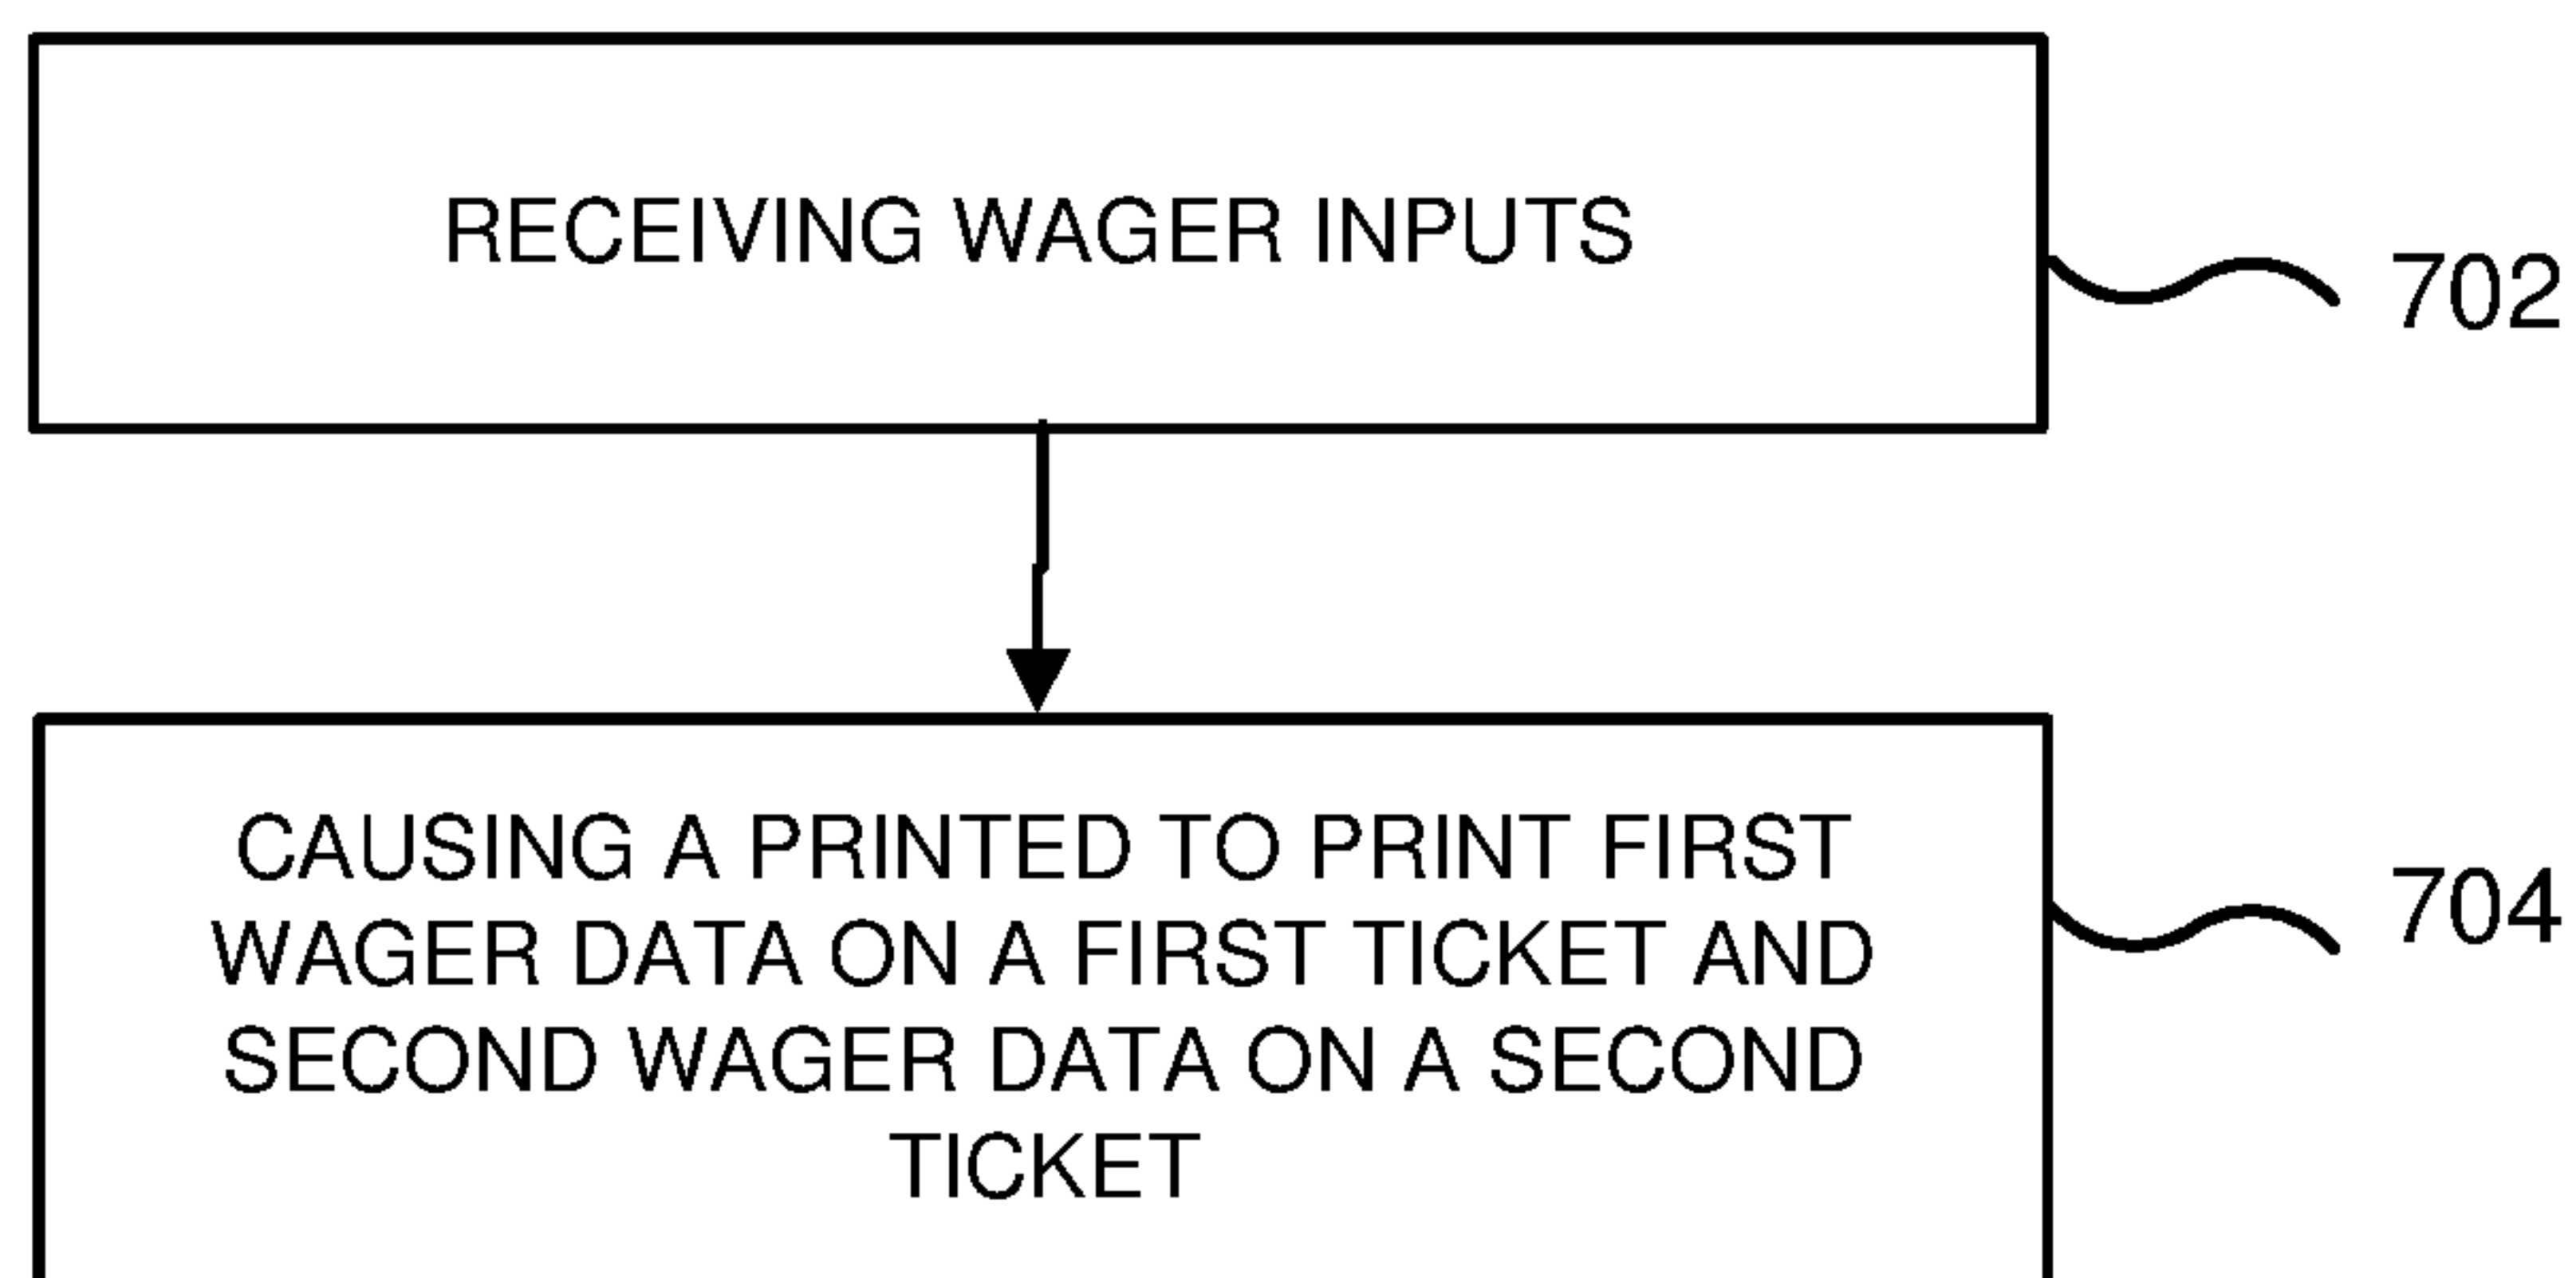 RECEIVING WAGER INPUTS
702
CAUSING A PRINTED TO PRINT FIRST
WAGER DATA ON A FIRST TICKET AND
SECOND WAGER DATA ON A SECOND
TICKET
704